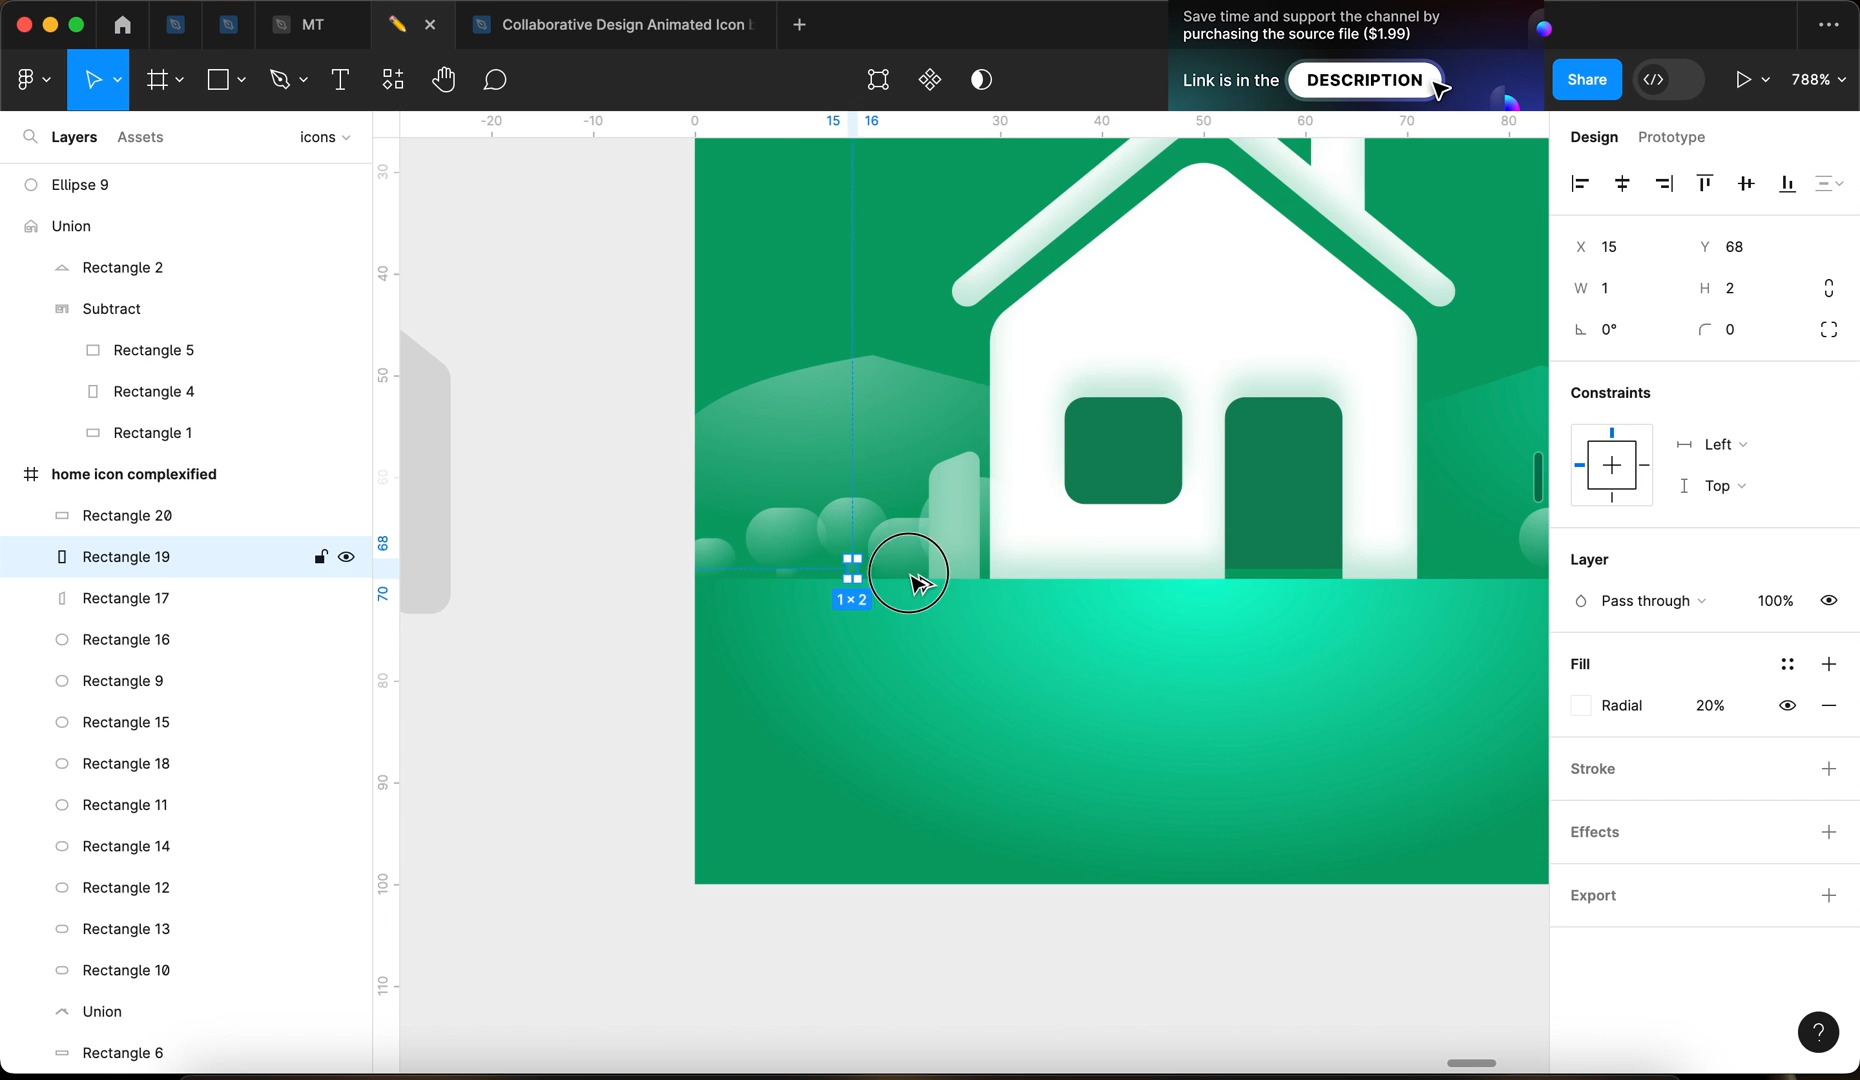 MT
✏️
Collaborative Design Animated Icon
Save time and support the channel by
purchasing the source file ($1.99)
Link is in the DESCRIPTION
Share
788%
Layers
Assets
icons
-20
-10
0
15
16
30
40
50
60
70
80
Design
Prototype
Ellipse 9
Union
Rectangle 2
Subtract
Rectangle 5
Rectangle 4
Rectangle 1
home icon complexified
Rectangle 20
Rectangle 19
Rectangle 17
Rectangle 16
Rectangle 9
Rectangle 15
Rectangle 18
Rectangle 11
Rectangle 14
Rectangle 12
Rectangle 13
Rectangle 10
Union
Rectangle 6
30
40
50
60
68
70
80
90
100
110
1 × 2
X 15
Y 68
W 1
H 2
0°
0
Constraints
Left
Top
Layer
Pass through
100%
Fill
Radial
20%
Stroke
Effects
Export
?